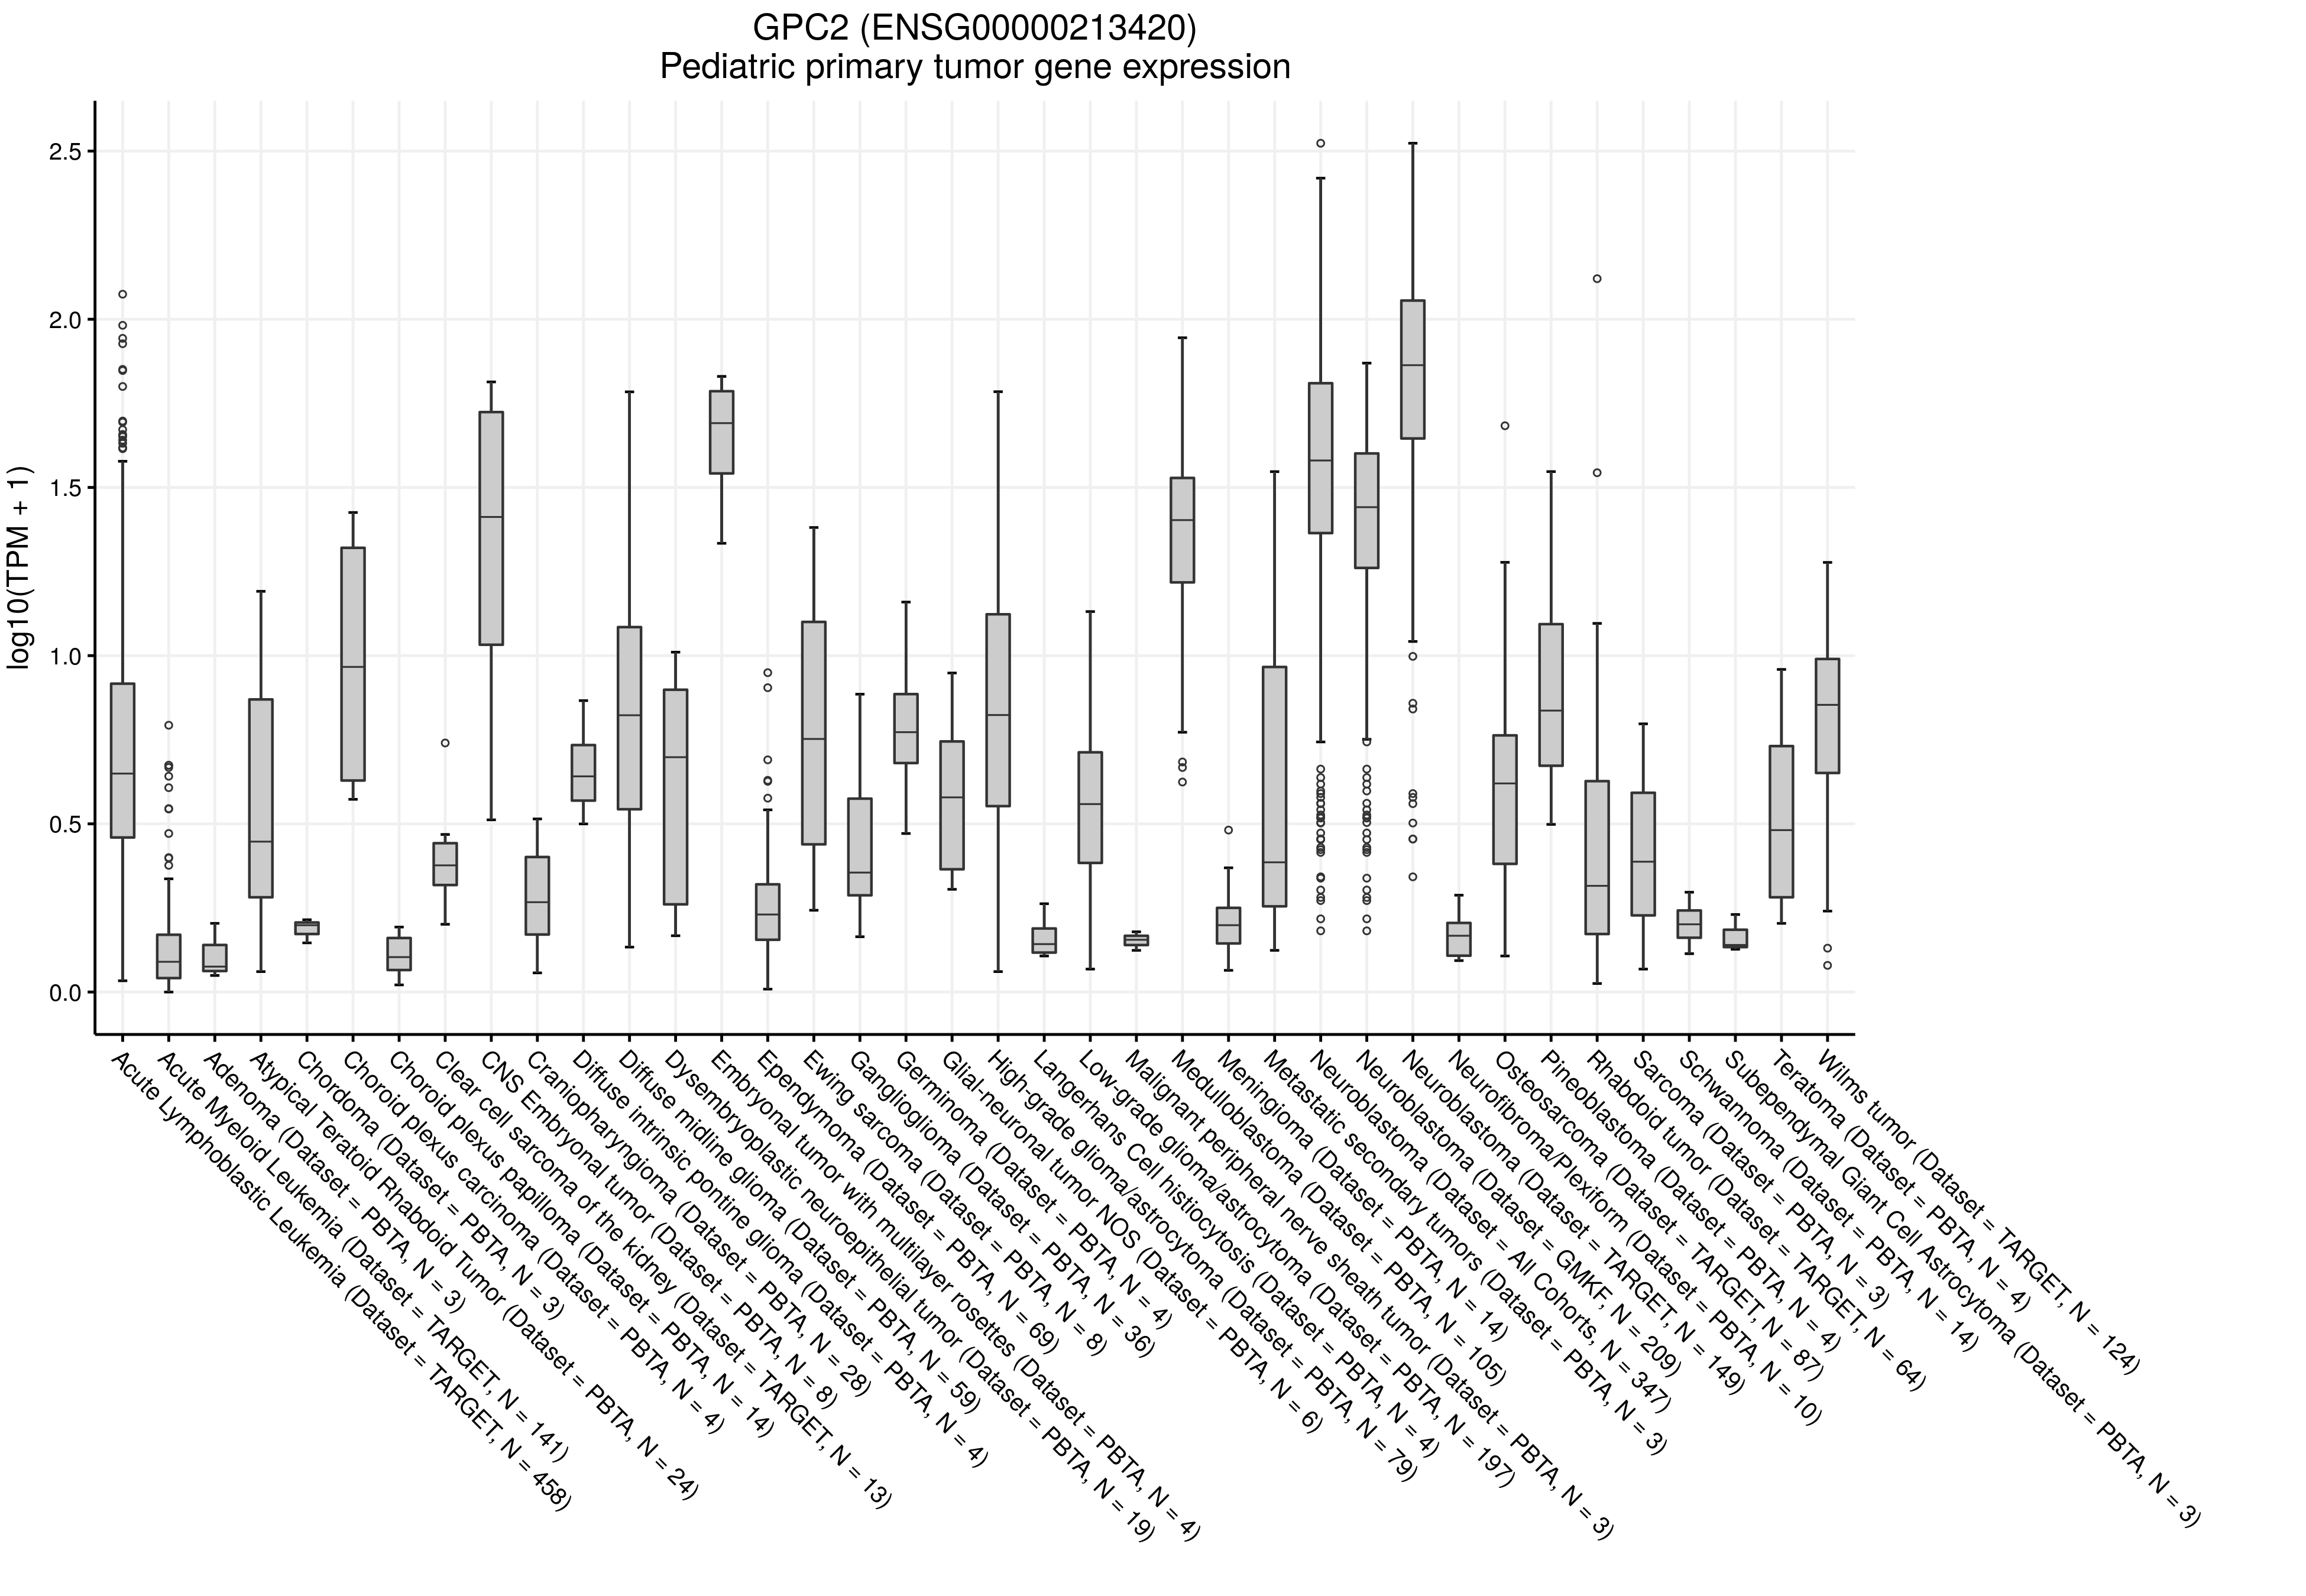 GPC2 (ENSG00000213420)
Pediatric primary tumor gene expression
log10(TPM + 1)
2.5
2.0
1.5
1.0
0.5
0.0
Acute Lymphoblastic Leukemia (Dataset = TARGET, N = 458)
Acute Myeloid Leukemia (Dataset = TARGET, N = 141)
Adenoma (Dataset = PBTA, N = 3)
Atypical Teratoid Rhabdoid Tumor (Dataset = PBTA, N = 24)
Chordoma (Dataset = PBTA, N = 3)
Choroid plexus carcinoma (Dataset = PBTA, N = 4)
Choroid plexus papilloma (Dataset = PBTA, N = 14)
Clear cell sarcoma of the kidney (Dataset = TARGET, N = 13)
CNS Embryonal tumor (Dataset = PBTA, N = 8)
Craniopharyngioma (Dataset = PBTA, N = 28)
Diffuse intrinsic pontine glioma (Dataset = PBTA, N = 4)
Diffuse midline glioma (Dataset = PBTA, N = 59)
Dysembryoplastic neuroepithelial tumor (Dataset = PBTA, N = 19)
Embryonal tumor with multilayer rosettes (Dataset = PBTA, N = 4)
Ependymoma (Dataset = PBTA, N = 69)
Ewing sarcoma (Dataset = PBTA, N = 8)
Ganglioglioma (Dataset = PBTA, N = 36)
Germinoma (Dataset = PBTA, N = 4)
Glial-neuronal tumor NOS (Dataset = PBTA, N = 6)
High-grade glioma/astrocytoma (Dataset = PBTA, N = 79)
Langerhans Cell histiocytosis (Dataset = PBTA, N = 4)
Low-grade glioma/astrocytoma (Dataset = PBTA, N = 197)
Malignant peripheral nerve sheath tumor (Dataset = PBTA, N = 3)
Medulloblastoma (Dataset = PBTA, N = 105)
Meningioma (Dataset = PBTA, N = 14)
Metastatic secondary tumors (Dataset = PBTA, N = 3)
Neuroblastoma (Dataset = All Cohorts, N = 347)
Neuroblastoma (Dataset = GMKF, N = 209)
Neuroblastoma (Dataset = TARGET, N = 149)
Neurofibroma/Plexiform (Dataset = PBTA, N = 10)
Osteosarcoma (Dataset = TARGET, N = 87)
Pineoblastoma (Dataset = PBTA, N = 4)
Rhabdoid tumor (Dataset = TARGET, N = 64)
Sarcoma (Dataset = PBTA, N = 3)
Schwannoma (Dataset = PBTA, N = 14)
Subependymal Giant Cell Astrocytoma (Dataset = PBTA, N = 3)
Teratoma (Dataset = PBTA, N = 4)
Wilms tumor (Dataset = TARGET, N = 124)